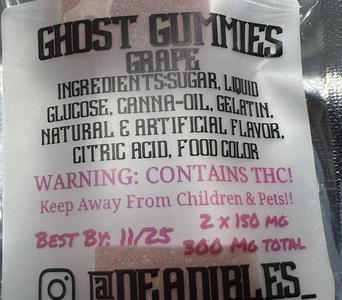 GHOST GUMMIES
GRAPE
INGREDIENTS:SUGAR, LIQUID
GLUCOSE, CANNA-OIL, GELATIN,
NATURAL & ARTIFICIAL FLAVOR,
CITRIC ACID, FOOD COLOR
WARNING: CONTAINS THC!
Keep Away From Children & Pets!!
BEST BY: 11/25
2 x 150 MG
300 MG TOTAL
@DEADIBLES_